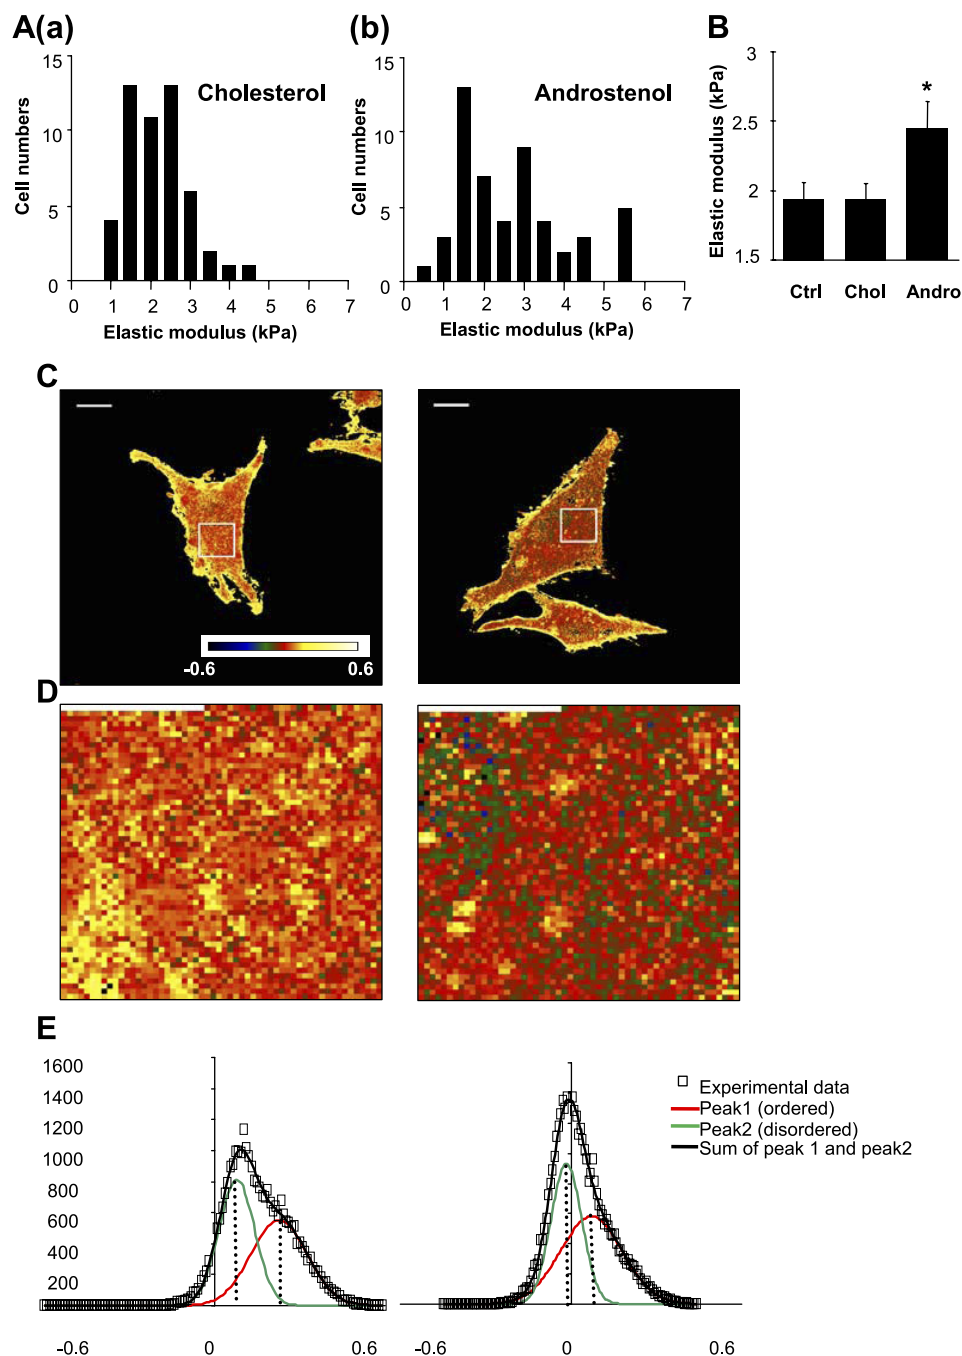 A(a)
(b)
B
15
10
5
0
Cell numbers
Cholesterol
0 1 2 3 4 5 6 7
Elastic modulus (kPa)
15
10
5
0
Cell numbers
Androstenol
0 1 2 3 4 5 6 7
Elastic modulus (kPa)
3
2.5
2
1.5
Elastic modulus (kPa)
*
Ctrl Chol Andro
C
-0.6 0.6
D
E
1600
1400
1200
1000
800
600
400
200
-0.6 0 0.6
-0.6 0 0.6
Experimental data
Peak1 (ordered)
Peak2 (disordered)
Sum of peak 1 and peak2